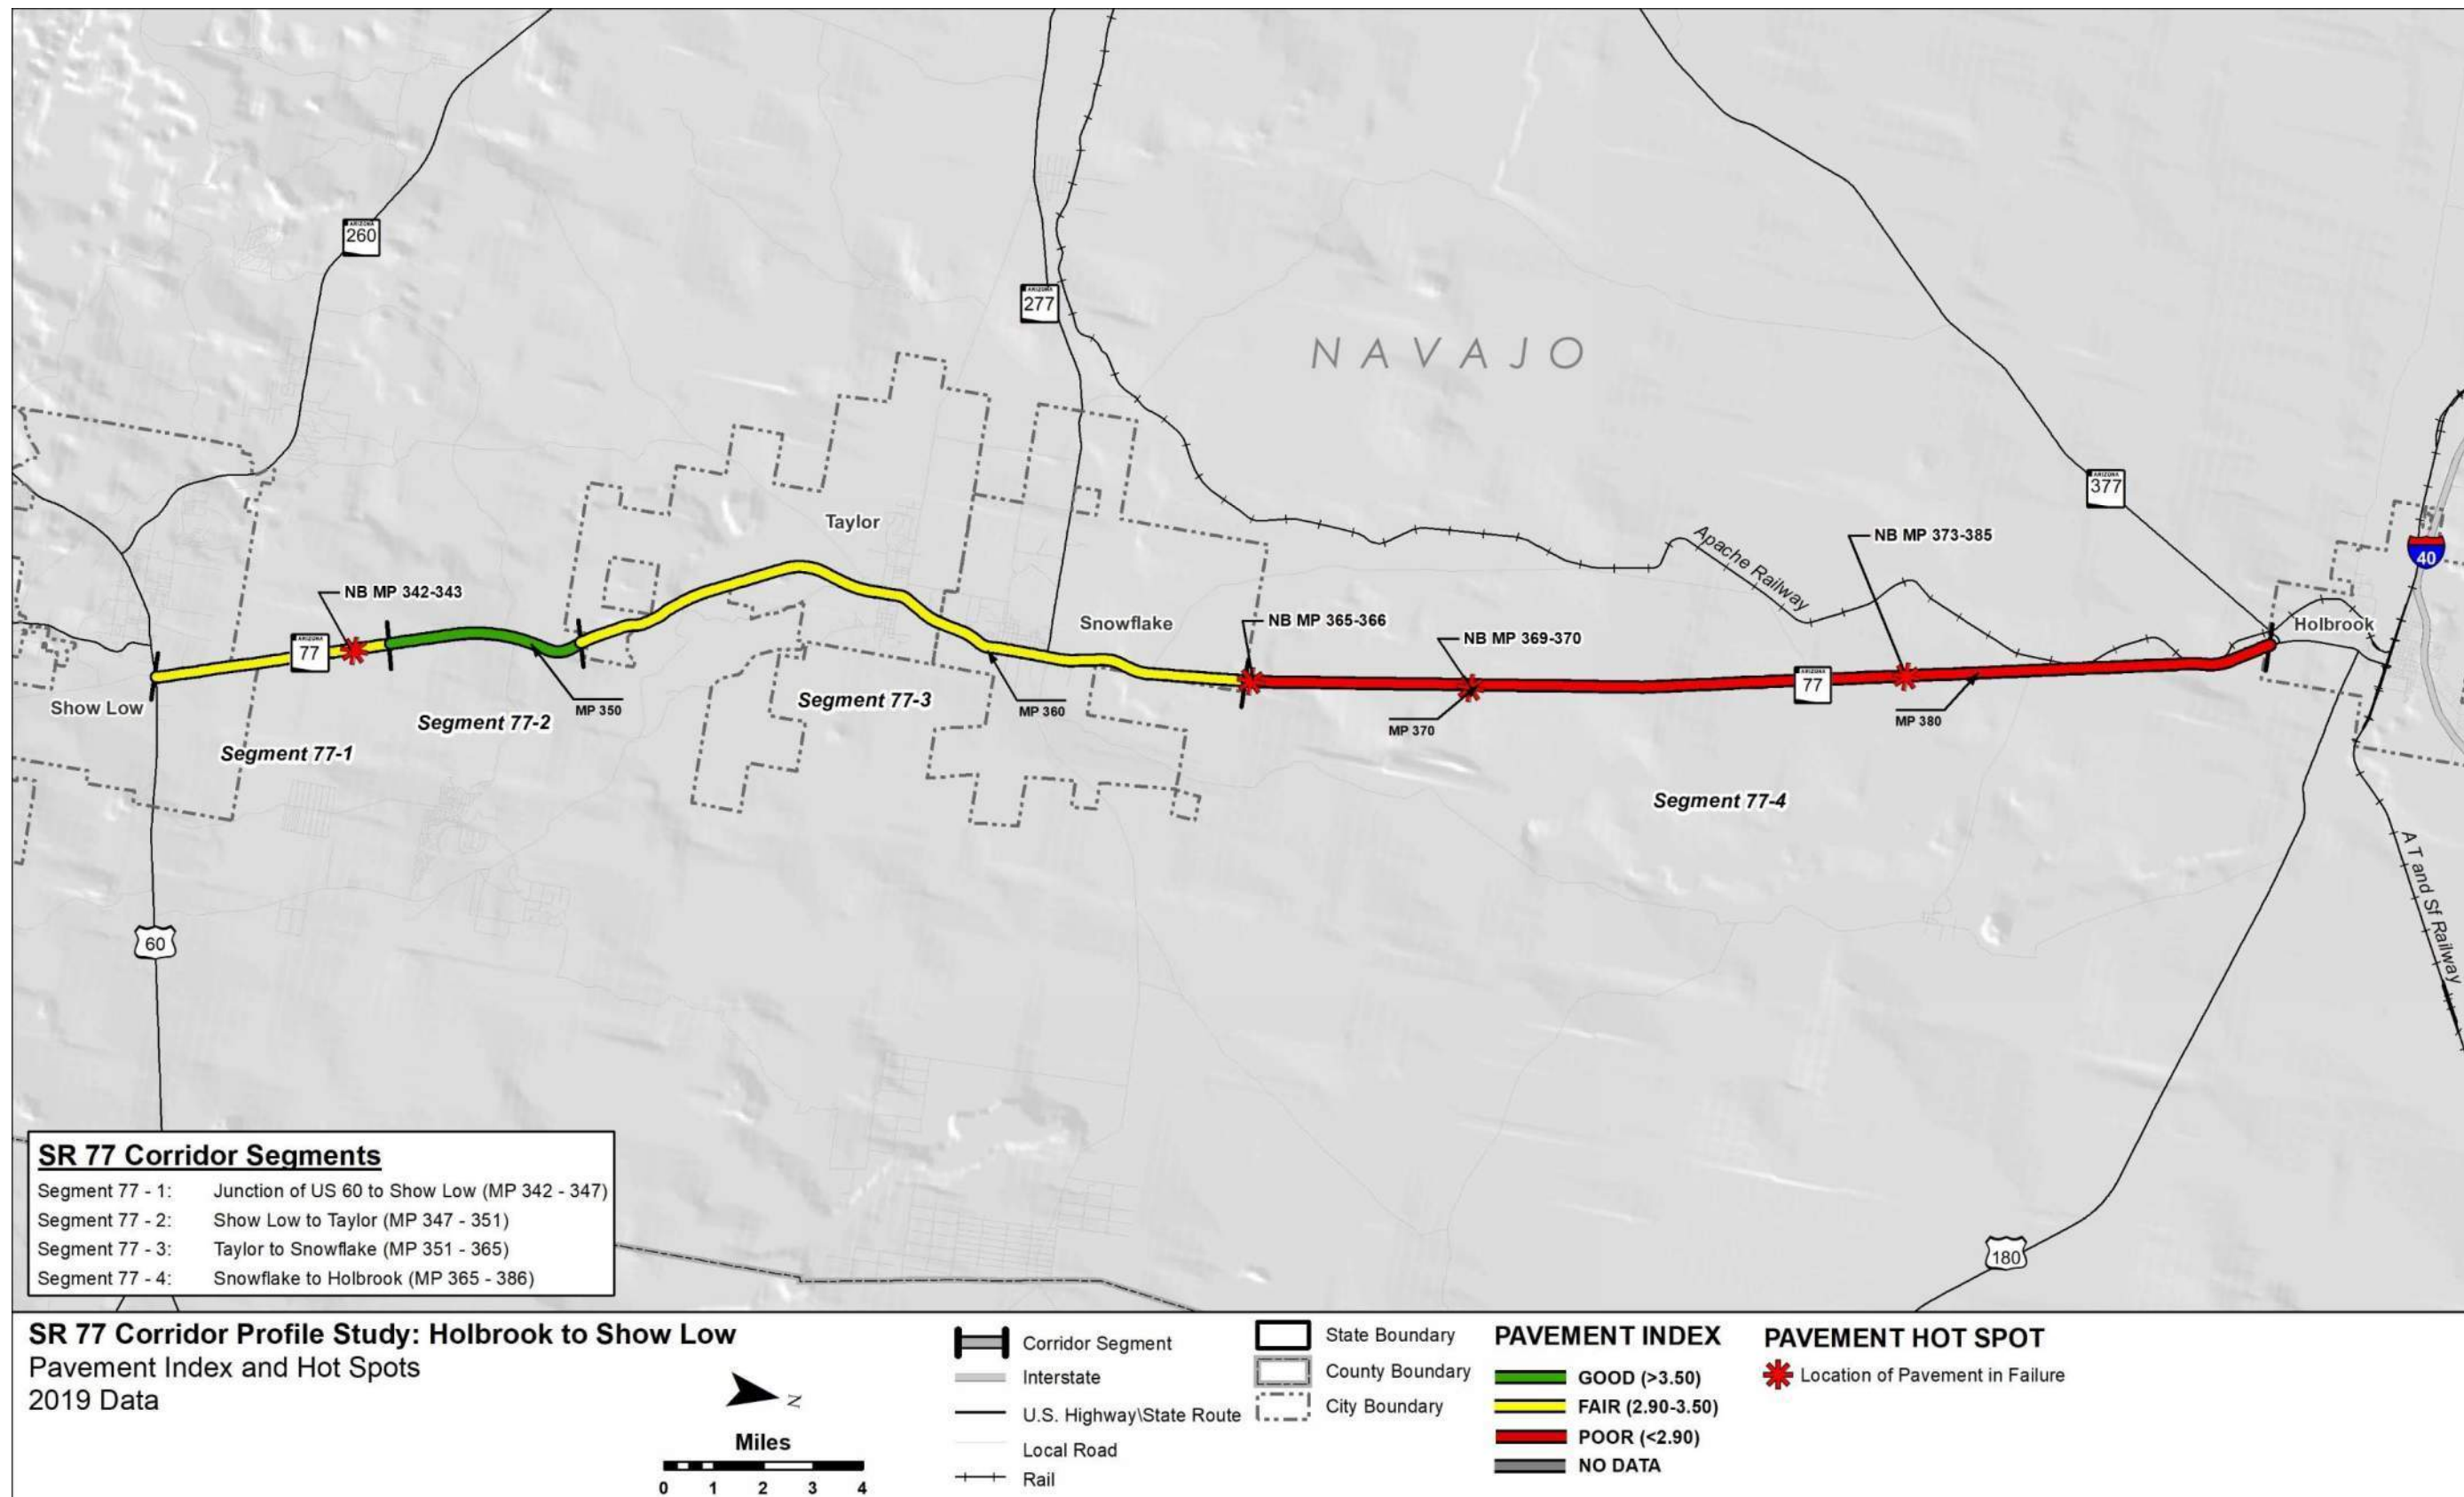 ARIZONA
260
ARIZONA
277
NAVAJO
ARIZONA
377
40
Taylor
Apache Railway
NB MP 373-385
NB MP 342-343
Snowflake
NB MP 365-366
NB MP 369-370
Holbrook
ARIZONA
77
ARIZONA
77
Show Low
Segment 77-1
Segment 77-2
MP 350
Segment 77-3
MP 360
MP 370
MP 380
Segment 77-4
A T and Sf Railway
60
180
SR 77 Corridor Segments
Segment 77 - 1: Junction of US 60 to Show Low (MP 342 - 347)
Segment 77 - 2: Show Low to Taylor (MP 347 - 351)
Segment 77 - 3: Taylor to Snowflake (MP 351 - 365)
Segment 77 - 4: Snowflake to Holbrook (MP 365 - 386)
SR 77 Corridor Profile Study: Holbrook to Show Low
Pavement Index and Hot Spots
2019 Data
N
Miles
0 1 2 3 4
Corridor Segment
Interstate
U.S. Highway\State Route
Local Road
Rail
State Boundary
County Boundary
City Boundary
PAVEMENT INDEX
GOOD (>3.50)
FAIR (2.90-3.50)
POOR (<2.90)
NO DATA
PAVEMENT HOT SPOT
Location of Pavement in Failure